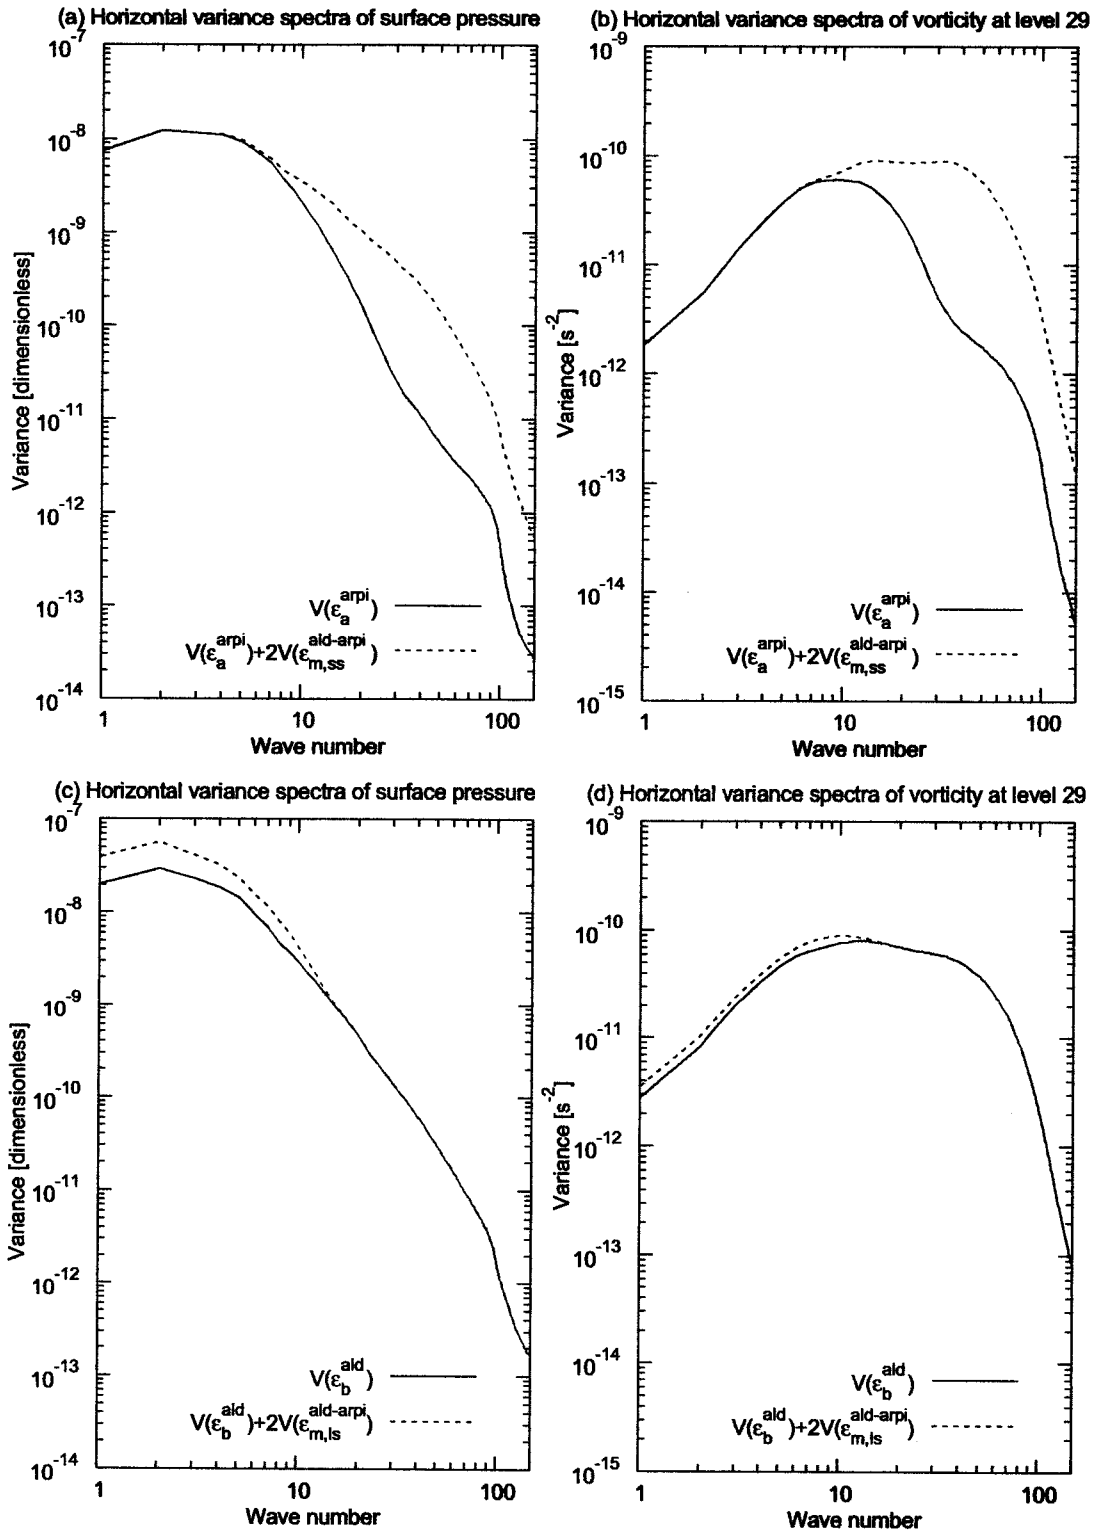 (a) Horizontal variance spectra of surface pressure
10^-7
10^-8
10^-9
10^-10
10^-11
10^-12
10^-13
10^-14
Variance [dimensionless]
V(ε_a^arpi)
V(ε_a^arpi)+2V(ε_m,ss^ald-arpi)
1
10
100
Wave number
(b) Horizontal variance spectra of vorticity at level 29
10^-9
10^-10
10^-11
10^-12
10^-13
10^-14
10^-15
Variance [s^-2]
V(ε_a^arpi)
V(ε_a^arpi)+2V(ε_m,ss^ald-arpi)
1
10
100
Wave number
(c) Horizontal variance spectra of surface pressure
10^-7
10^-8
10^-9
10^-10
10^-11
10^-12
10^-13
10^-14
Variance [dimensionless]
V(ε_b^ald)
V(ε_b^ald)+2V(ε_m,ls^ald-arpi)
1
10
100
Wave number
(d) Horizontal variance spectra of vorticity at level 29
10^-9
10^-10
10^-11
10^-12
10^-13
10^-14
10^-15
Variance [s^-2]
V(ε_b^ald)
V(ε_b^ald)+2V(ε_m,ls^ald-arpi)
1
10
100
Wave number